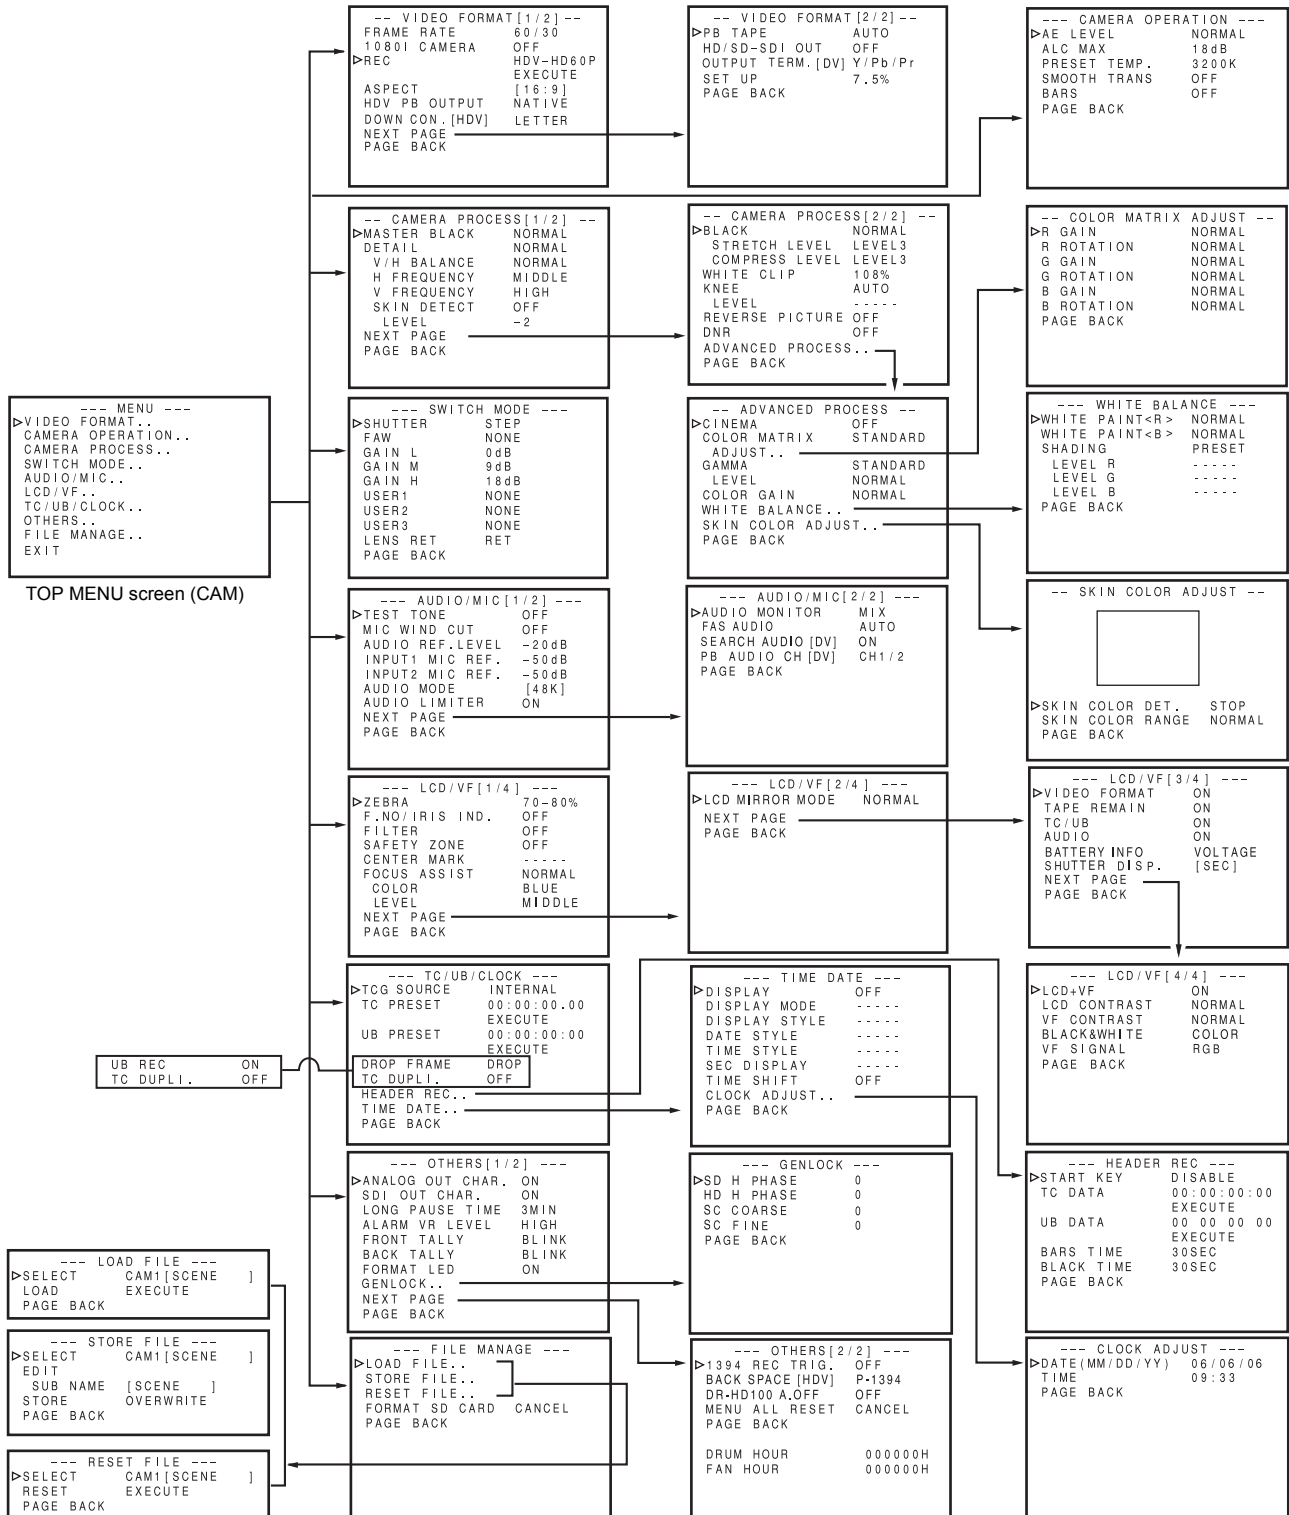 -- VIDEO FORMAT[1/2]--
FRAME RATE 60/30
1080I CAMERA OFF
▷REC HDV-HD60P
EXECUTE
ASPECT [16:9]
HDV PB OUTPUT NATIVE
DOWN CON.[HDV] LETTER
NEXT PAGE
PAGE BACK
-- VIDEO FORMAT[2/2]--
▷PB TAPE AUTO
HD/SD-SDI OUT OFF
OUTPUT TERM.[DV] Y/Pb/Pr
SET UP 7.5%
PAGE BACK
--- CAMERA OPERATION ---
▷AE LEVEL NORMAL
ALC MAX 18dB
PRESET TEMP. 3200K
SMOOTH TRANS OFF
BARS OFF
PAGE BACK
-- CAMERA PROCESS[1/2] --
▷MASTER BLACK NORMAL
DETAIL NORMAL
V/H BALANCE NORMAL
H FREQUENCY MIDDLE
V FREQUENCY HIGH
SKIN DETECT OFF
LEVEL -2
NEXT PAGE
PAGE BACK
-- CAMERA PROCESS[2/2] --
▷BLACK NORMAL
STRETCH LEVEL LEVEL3
COMPRESS LEVEL LEVEL3
WHITE CLIP 108%
KNEE AUTO
LEVEL -----
REVERSE PICTURE OFF
DNR OFF
ADVANCED PROCESS..
PAGE BACK
-- COLOR MATRIX ADJUST --
▷R GAIN NORMAL
R ROTATION NORMAL
G GAIN NORMAL
G ROTATION NORMAL
B GAIN NORMAL
B ROTATION NORMAL
PAGE BACK
--- MENU ---
▷VIDEO FORMAT..
CAMERA OPERATION..
CAMERA PROCESS..
SWITCH MODE..
AUDIO/MIC..
LCD/VF..
TC/UB/CLOCK..
OTHERS..
FILE MANAGE..
EXIT
TOP MENU screen (CAM)
--- SWITCH MODE ---
▷SHUTTER STEP
FAW NONE
GAIN L 0dB
GAIN M 9dB
GAIN H 18dB
USER1 NONE
USER2 NONE
USER3 NONE
LENS RET RET
PAGE BACK
-- ADVANCED PROCESS --
▷CINEMA OFF
COLOR MATRIX STANDARD
ADJUST..
GAMMA STANDARD
LEVEL NORMAL
COLOR GAIN NORMAL
WHITE BALANCE..
SKIN COLOR ADJUST..
PAGE BACK
--- WHITE BALANCE ---
▷WHITE PAINT<R> NORMAL
WHITE PAINT<B> NORMAL
SHADING PRESET
LEVEL R -----
LEVEL G -----
LEVEL B -----
PAGE BACK
--- AUDIO/MIC[1/2] ---
▷TEST TONE OFF
MIC WIND CUT OFF
AUDIO REF.LEVEL -20dB
INPUT1 MIC REF. -50dB
INPUT2 MIC REF. -50dB
AUDIO MODE [48K]
AUDIO LIMITER ON
NEXT PAGE
PAGE BACK
--- AUDIO/MIC[2/2] ---
▷AUDIO MONITOR MIX
FAS AUDIO AUTO
SEARCH AUDIO [DV] ON
PB AUDIO CH [DV] CH1/2
PAGE BACK
-- SKIN COLOR ADJUST --
▷SKIN COLOR DET. STOP
SKIN COLOR RANGE NORMAL
PAGE BACK
--- LCD/VF[1/4] ---
▷ZEBRA 70-80%
F.NO/IRIS IND. OFF
FILTER OFF
SAFETY ZONE OFF
CENTER MARK -----
FOCUS ASSIST NORMAL
COLOR BLUE
LEVEL MIDDLE
NEXT PAGE
PAGE BACK
--- LCD/VF[2/4] ---
▷LCD MIRROR MODE NORMAL
NEXT PAGE
PAGE BACK
--- LCD/VF[3/4] ---
▷VIDEO FORMAT ON
TAPE REMAIN ON
TC/UB ON
AUDIO ON
BATTERY INFO VOLTAGE
SHUTTER DISP. [SEC]
NEXT PAGE
PAGE BACK
--- TC/UB/CLOCK ---
▷TCG SOURCE INTERNAL
TC PRESET 00:00:00.00
EXECUTE
UB PRESET 00:00:00:00
EXECUTE
DROP FRAME DROP
TC DUPLI. OFF
HEADER REC..
TIME DATE..
PAGE BACK
UB REC ON
TC DUPLI. OFF
--- TIME DATE ---
▷DISPLAY OFF
DISPLAY MODE -----
DISPLAY STYLE -----
DATE STYLE -----
TIME STYLE -----
SEC DISPLAY -----
TIME SHIFT OFF
CLOCK ADJUST..
PAGE BACK
--- LCD/VF[4/4] ---
▷LCD+VF ON
LCD CONTRAST NORMAL
VF CONTRAST NORMAL
BLACK&WHITE COLOR
VF SIGNAL RGB
PAGE BACK
--- OTHERS[1/2] ---
▷ANALOG OUT CHAR. ON
SDI OUT CHAR. ON
LONG PAUSE TIME 3MIN
ALARM VR LEVEL HIGH
FRONT TALLY BLINK
BACK TALLY BLINK
FORMAT LED ON
GENLOCK..
NEXT PAGE
PAGE BACK
--- GENLOCK ---
▷SD H PHASE 0
HD H PHASE 0
SC COARSE 0
SC FINE 0
PAGE BACK
--- HEADER REC ---
▷START KEY DISABLE
TC DATA 00:00:00:00
EXECUTE
UB DATA 00 00 00 00
EXECUTE
BARS TIME 30SEC
BLACK TIME 30SEC
PAGE BACK
--- LOAD FILE ---
▷SELECT CAM1[SCENE ]
LOAD EXECUTE
PAGE BACK
--- STORE FILE ---
▷SELECT CAM1[SCENE ]
EDIT
SUB NAME [SCENE ]
STORE OVERWRITE
PAGE BACK
--- RESET FILE ---
▷SELECT CAM1[SCENE ]
RESET EXECUTE
PAGE BACK
--- FILE MANAGE ---
▷LOAD FILE..
STORE FILE..
RESET FILE..
FORMAT SD CARD CANCEL
PAGE BACK
--- OTHERS[2/2] ---
▷1394 REC TRIG. OFF
BACK SPACE [HDV] P-1394
DR-HD100 A.OFF OFF
MENU ALL RESET CANCEL
PAGE BACK
DRUM HOUR 000000H
FAN HOUR 000000H
--- CLOCK ADJUST ---
▷DATE(MM/DD/YY) 06/06/06
TIME 09:33
PAGE BACK